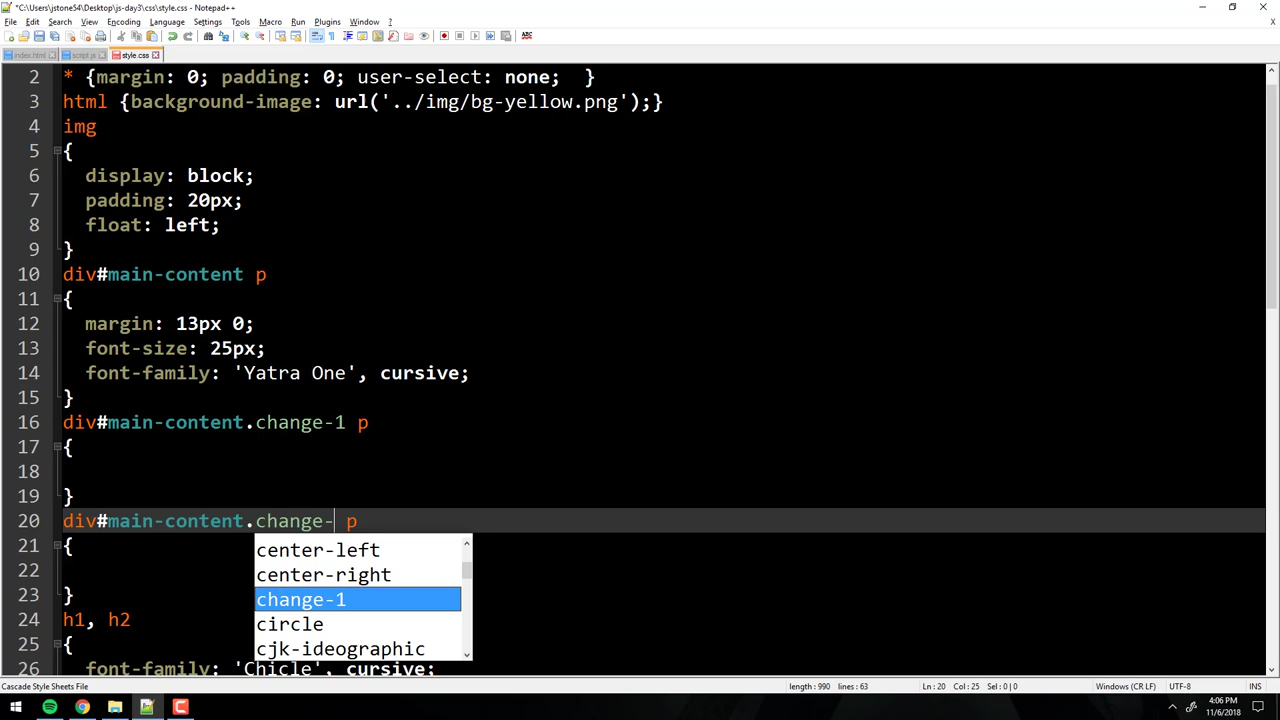 *C:\Users\jstone54\Desktop\js-day3\css\style.css - Notepad++
File Edit Search View Encoding Language Settings Tools Macro Run Plugins Window ?
index.html script.js style.css
2 * {margin: 0; padding: 0; user-select: none;  }
3 html {background-image: url('../img/bg-yellow.png');}
4 img
5 {
6 display: block;
7 padding: 20px;
8 float: left;
9 }
10 div#main-content p
11 {
12 margin: 13px 0;
13 font-size: 25px;
14 font-family: 'Yatra One', cursive;
15 }
16 div#main-content.change-1 p
17 {
18
19 }
20 div#main-content.change- p
21 {
center-left
22
center-right
23 }
change-1
24 h1, h2
circle
25 {
cjk-ideographic
26 font-family: 'Chicle', cursive;
Cascade Style Sheets File length : 990 lines : 63 Ln : 20 Col : 25 Sel : 0 | 0 Windows (CR LF) UTF-8 INS
4:06 PM
11/6/2018